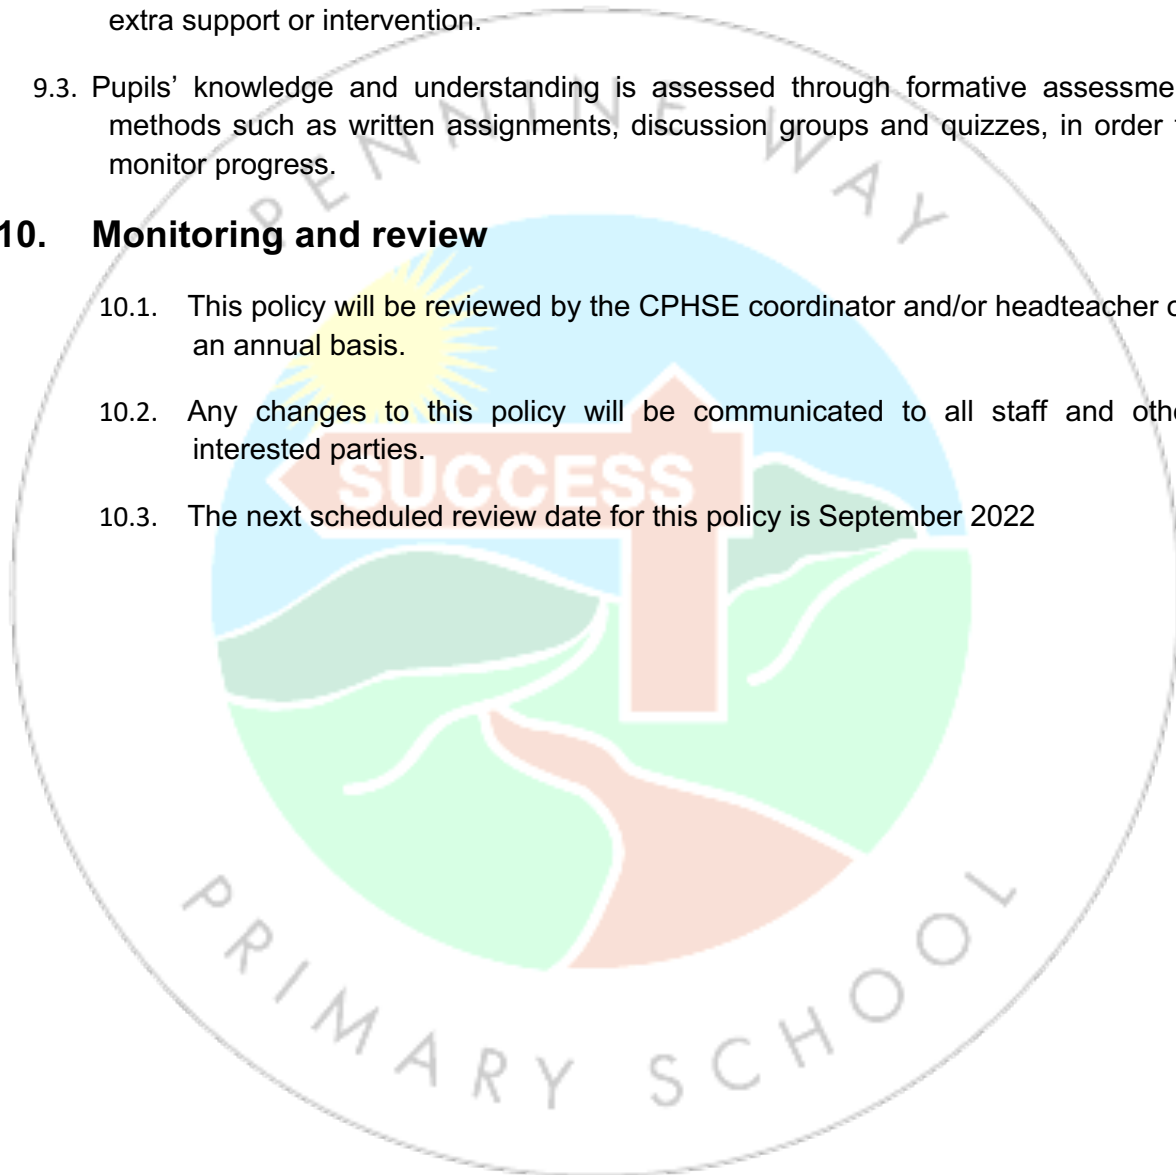 extra support or intervention.
9.3. Pupils’ knowledge and understanding is assessed through formative
methods such as written assignments, discussion groups and quizzes, in order
monitor progress.
10. Monitoring and review
10.1. This policy will be reviewed by the CPHSE coordinator and/or headteacher
an annual basis.
10.2. Any changes to this policy will be communicated to all staff and
interested parties.
10.3. The next scheduled review date for this policy is September 2022
PENNINE WAY
SUCCESS
PRIMARY SCHOOL